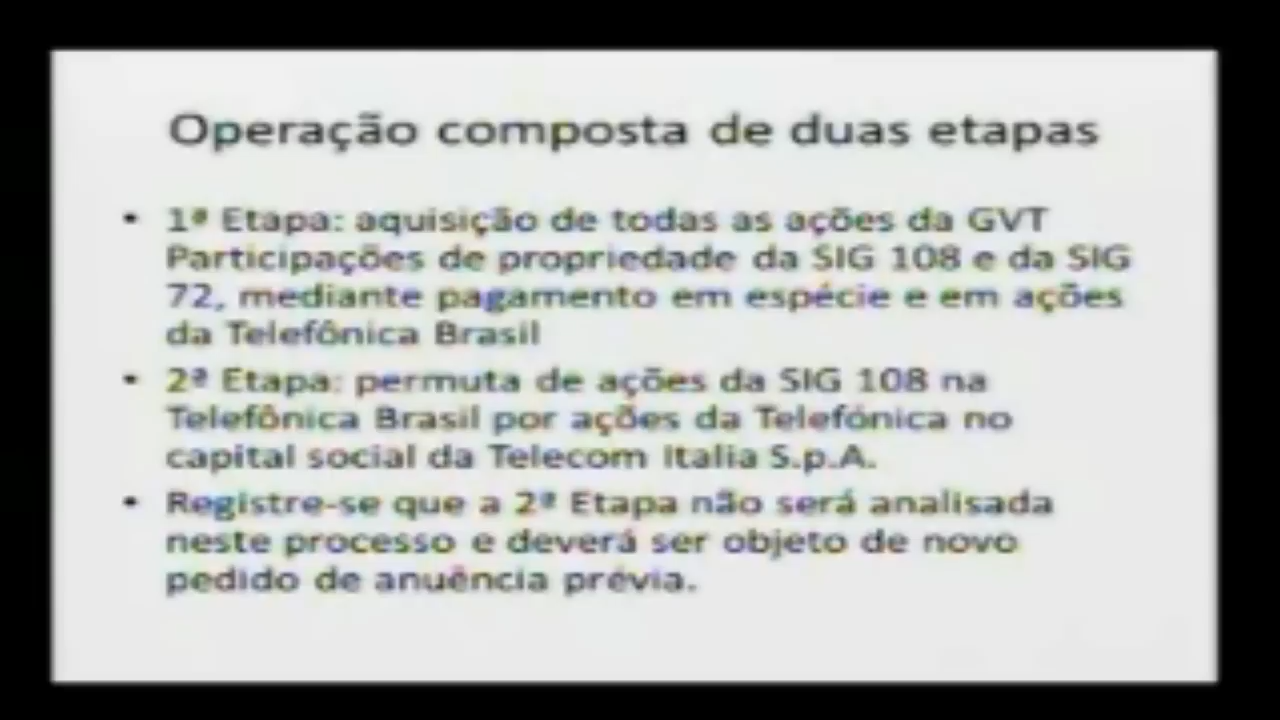 Operação composta de duas etapas
• 1ª Etapa: aquisição de todas as ações da GVT
Participações de propriedade da SIG 108 e da SIG
72, mediante pagamento em espécie e em ações
da Telefônica Brasil
• 2ª Etapa: permuta de ações da SIG 108 na
Telefônica Brasil por ações da Telefónica no
capital social da Telecom Italia S.p.A.
• Registre-se que a 2ª Etapa não será analisada
neste processo e deverá ser objeto de novo
pedido de anuência prévia.